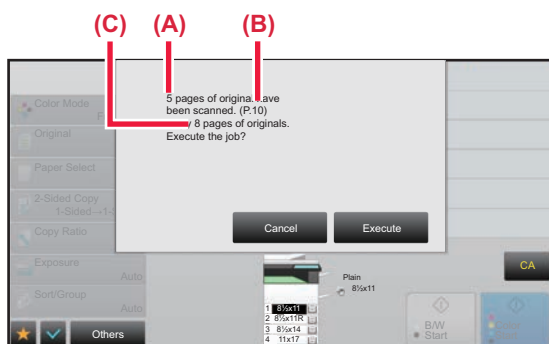 (C) (A) (B)
5 pages of original have
been scanned. (P.10)
8 pages of originals.
Execute the job?
Cancel Execute
Color Mode
Original
Paper Select
2-Sided Copy
1-Sided→1-
Copy Ratio
Exposure
Auto
Sort/Group
Auto
Others
Plain
8½x11
1 8½x11
2 8½x11R
3 8½x14
4 11x17
CA
B/W
Start